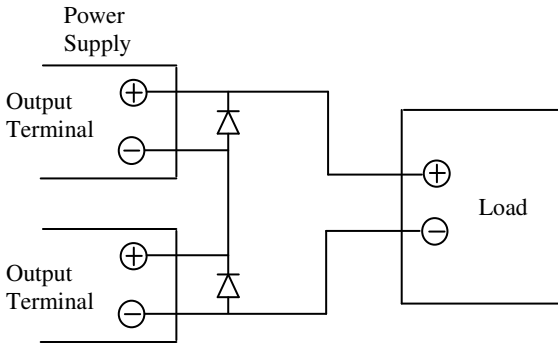 Power
Supply
Output
Terminal
+
−
Load
+
−
Output
Terminal
+
−